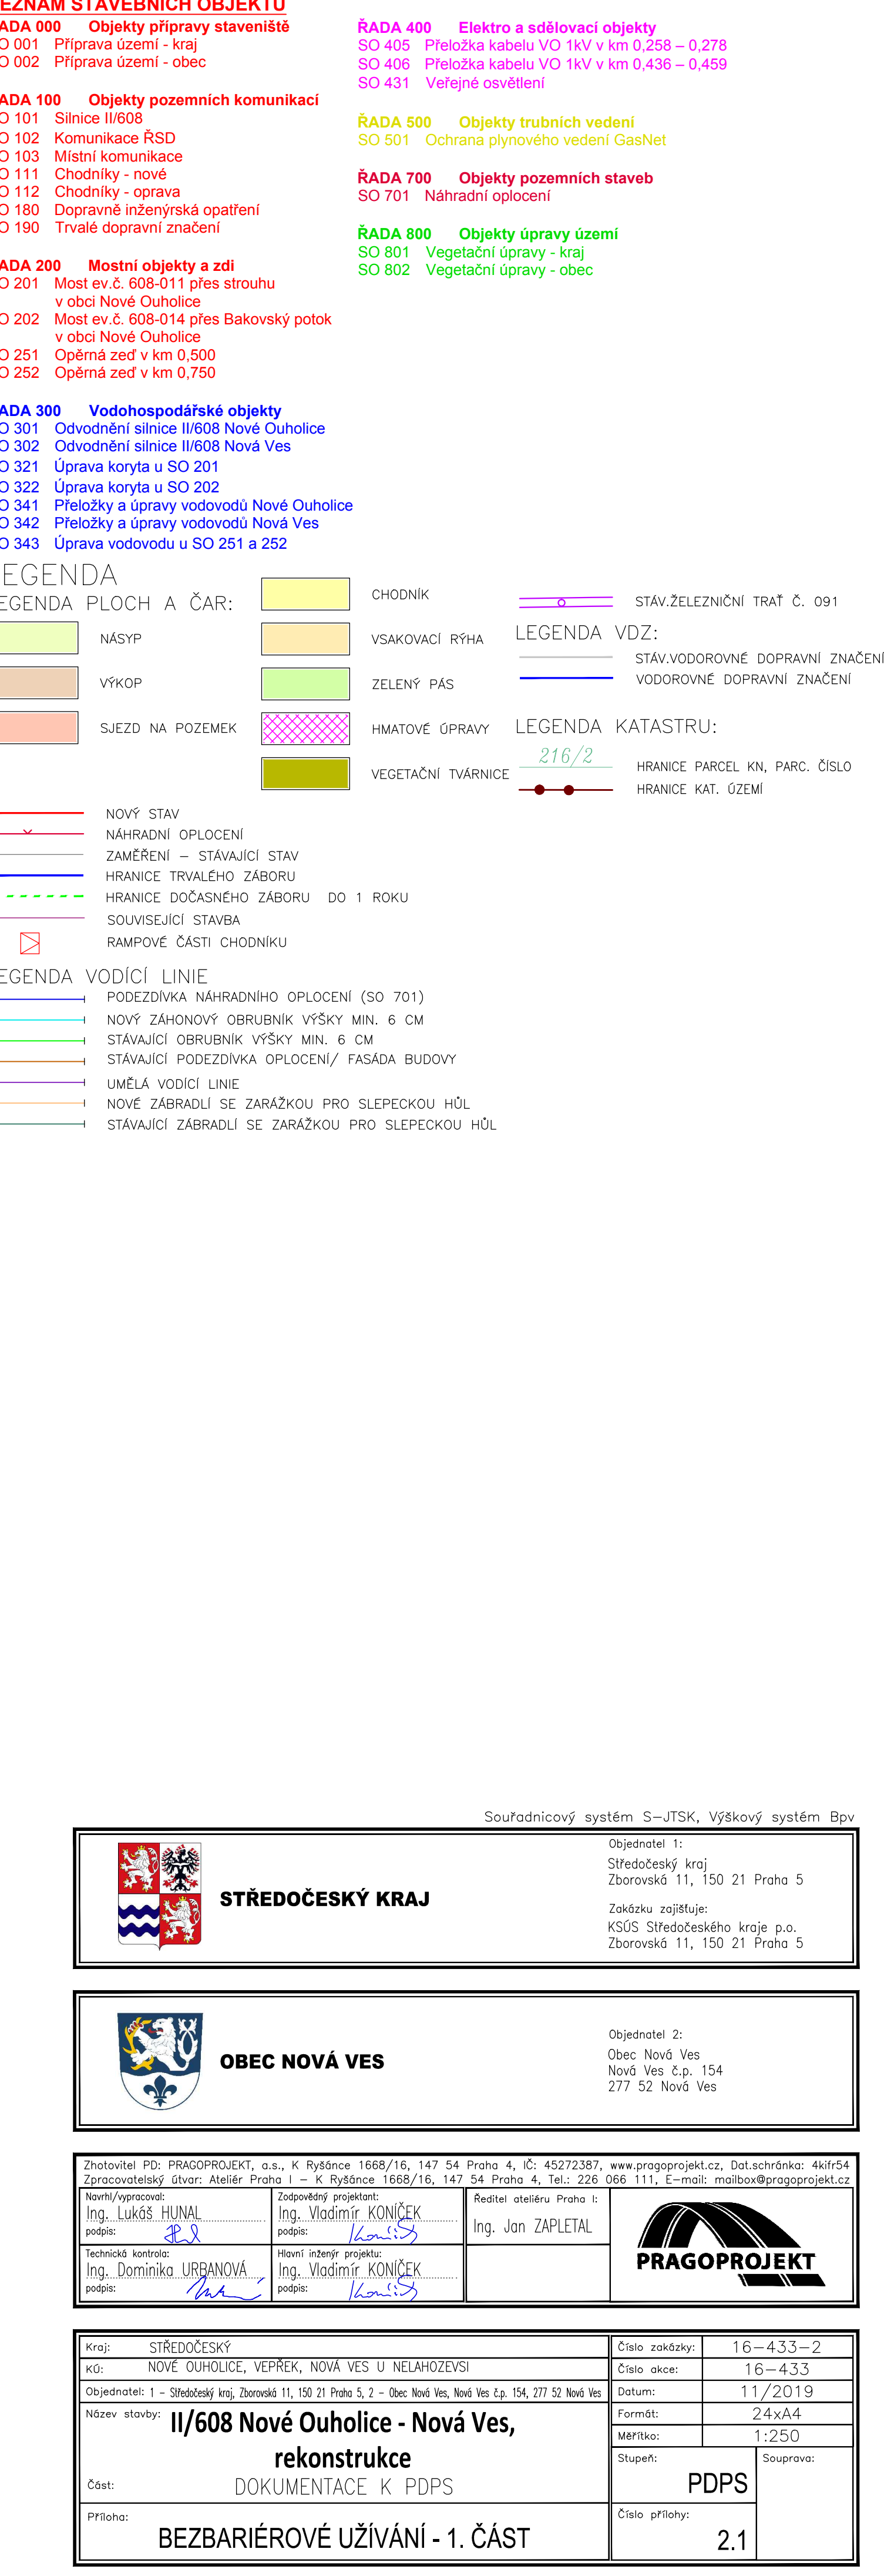 EZNAM STAVEBNÍCH OBJEKTŮ
ADA 000 Objekty přípravy staveniště
O 001 Příprava území - kraj
O 002 Příprava území - obec
ADA 100 Objekty pozemních komunikací
O 101 Silnice II/608
O 102 Komunikace ŘSD
O 103 Místní komunikace
O 111 Chodníky - nové
O 112 Chodníky - oprava
O 180 Dopravně inženýrská opatření
O 190 Trvalé dopravní značení
ADA 200 Mostní objekty a zdi
O 201 Most ev.č. 608-011 přes strouhu
v obci Nové Ouholice
O 202 Most ev.č. 608-014 přes Bakovský potok
v obci Nové Ouholice
O 251 Opěrná zeď v km 0,500
O 252 Opěrná zeď v km 0,750
ADA 300 Vodohospodářské objekty
O 301 Odvodnění silnice II/608 Nové Ouholice
O 302 Odvodnění silnice II/608 Nová Ves
O 321 Úprava koryta u SO 201
O 322 Úprava koryta u SO 202
O 341 Přeložky a úpravy vodovodů Nové Ouholice
O 342 Přeložky a úpravy vodovodů Nová Ves
O 343 Úprava vodovodu u SO 251 a 252
ŘADA 400 Elektro a sdělovací objekty
SO 405 Přeložka kabelu VO 1kV v km 0,258 – 0,278
SO 406 Přeložka kabelu VO 1kV v km 0,436 – 0,459
SO 431 Veřejné osvětlení
ŘADA 500 Objekty trubních vedení
SO 501 Ochrana plynového vedení GasNet
ŘADA 700 Objekty pozemních staveb
SO 701 Náhradní oplocení
ŘADA 800 Objekty úpravy území
SO 801 Vegetační úpravy - kraj
SO 802 Vegetační úpravy - obec
EGENDA
EGENDA PLOCH A ČAR:
NÁSYP
VÝKOP
SJEZD NA POZEMEK
CHODNÍK
VSAKOVACÍ RÝHA
ZELENÝ PÁS
HMATOVÉ ÚPRAVY
VEGETAČNÍ TVÁRNICE
STÁV.ŽELEZNIČNÍ TRAŤ Č. 091
LEGENDA VDZ:
STÁV.VODOROVNÉ DOPRAVNÍ ZNAČENÍ
VODOROVNÉ DOPRAVNÍ ZNAČENÍ
LEGENDA KATASTRU:
216/2 HRANICE PARCEL KN, PARC. ČÍSLO
HRANICE KAT. ÚZEMÍ
NOVÝ STAV
NÁHRADNÍ OPLOCENÍ
ZAMĚŘENÍ – STÁVAJÍCÍ STAV
HRANICE TRVALÉHO ZÁBORU
HRANICE DOČASNÉHO ZÁBORU DO 1 ROKU
SOUVISEJÍCÍ STAVBA
RAMPOVÉ ČÁSTI CHODNÍKU
EGENDA VODÍCÍ LINIE
PODEZDÍVKA NÁHRADNÍHO OPLOCENÍ (SO 701)
NOVÝ ZÁHONOVÝ OBRUBNÍK VÝŠKY MIN. 6 CM
STÁVAJÍCÍ OBRUBNÍK VÝŠKY MIN. 6 CM
STÁVAJÍCÍ PODEZDÍVKA OPLOCENÍ/ FASÁDA BUDOVY
UMĚLÁ VODÍCÍ LINIE
NOVÉ ZÁBRADLÍ SE ZARÁŽKOU PRO SLEPECKOU HŮL
STÁVAJÍCÍ ZÁBRADLÍ SE ZARÁŽKOU PRO SLEPECKOU HŮL
Souřadnicový systém S–JTSK, Výškový systém Bpv
STŘEDOČESKÝ KRAJ
Objednatel 1:
Středočeský kraj
Zborovská 11, 150 21 Praha 5
Zakázku zajišťuje:
KSÚS Středočeského kraje p.o.
Zborovská 11, 150 21 Praha 5
OBEC NOVÁ VES
Objednatel 2:
Obec Nová Ves
Nová Ves č.p. 154
277 52 Nová Ves
Zhotovitel PD: PRAGOPROJEKT, a.s., K Ryšánce 1668/16, 147 54 Praha 4, IČ: 45272387, www.pragoprojekt.cz, Dat.schránka: 4kifr54
Zpracovatelský útvar: Ateliér Praha I – K Ryšánce 1668/16, 147 54 Praha 4, Tel.: 226 066 111, E–mail: mailbox@pragoprojekt.cz
Navrhl/vypracoval:
Ing. Lukáš HUNAL
podpis:
Zodpovědný projektant:
Ing. Vladimír KONÍČEK
podpis:
Ředitel ateliéru Praha I:
Ing. Jan ZAPLETAL
Technická kontrola:
Ing. Dominika URBANOVÁ
podpis:
Hlavní inženýr projektu:
Ing. Vladimír KONÍČEK
podpis:
PRAGOPROJEKT
Kraj: STŘEDOČESKÝ
KÚ: NOVÉ OUHOLICE, VEPŘEK, NOVÁ VES U NELAHOZEVSI
Objednatel: 1 – Středočeský kraj, Zborovská 11, 150 21 Praha 5, 2 – Obec Nová Ves, Nová Ves č.p. 154, 277 52 Nová Ves
Název stavby: II/608 Nové Ouholice - Nová Ves,
rekonstrukce
Část: DOKUMENTACE K PDPS
Příloha:
BEZBARIÉROVÉ UŽÍVÁNÍ - 1. ČÁST
Číslo zakázky: 16–433–2
Číslo akce: 16–433
Datum: 11/2019
Formát: 24xA4
Měřítko: 1:250
Stupeň:
PDPS
Souprava:
Číslo přílohy:
2.1